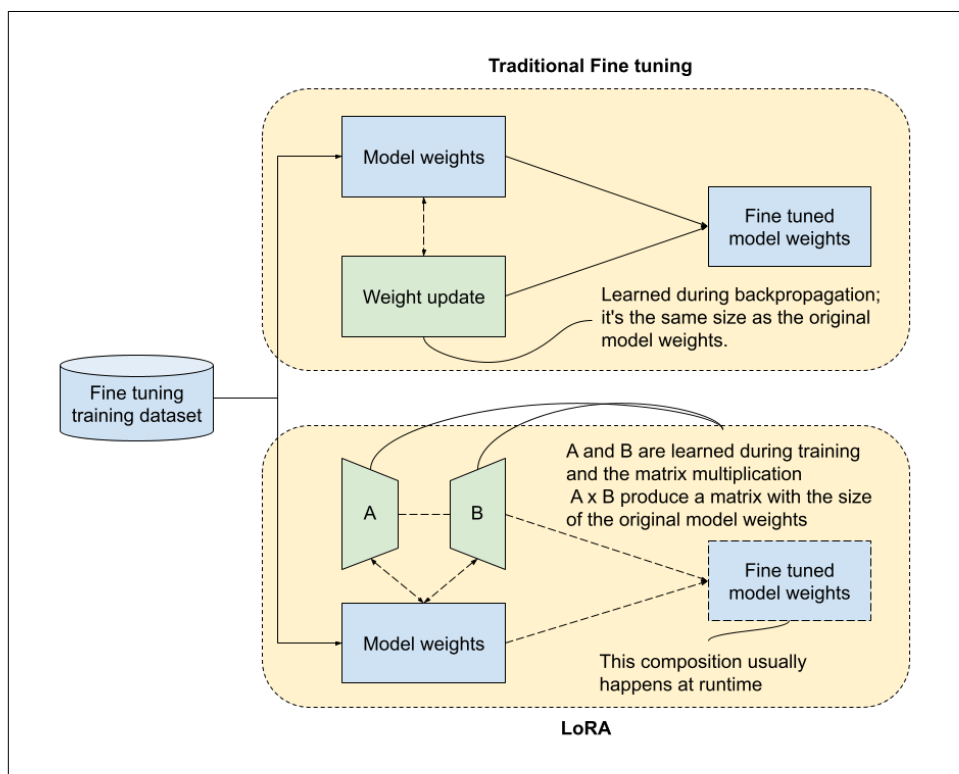 Traditional Fine tuning
Model weights
Weight update
Fine tuned
model weights
Learned during backpropagation;
it's the same size as the original
model weights.
Fine tuning
training dataset
A
B
A and B are learned during training
and the matrix multiplication
A x B produce a matrix with the size
of the original model weights
Model weights
Fine tuned
model weights
This composition usually
happens at runtime
LoRA